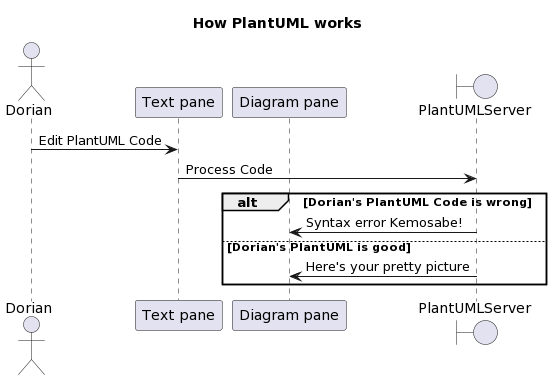 How PlantUML works
Dorian
Text pane
Diagram pane
PlantUMLServer
Edit PlantUML Code
Process Code
alt [Dorian's PlantUML Code is wrong]
Syntax error Kemosabe!
[Dorian's PlantUML is good]
Here's your pretty picture
Dorian
Text pane
Diagram pane
PlantUMLServer